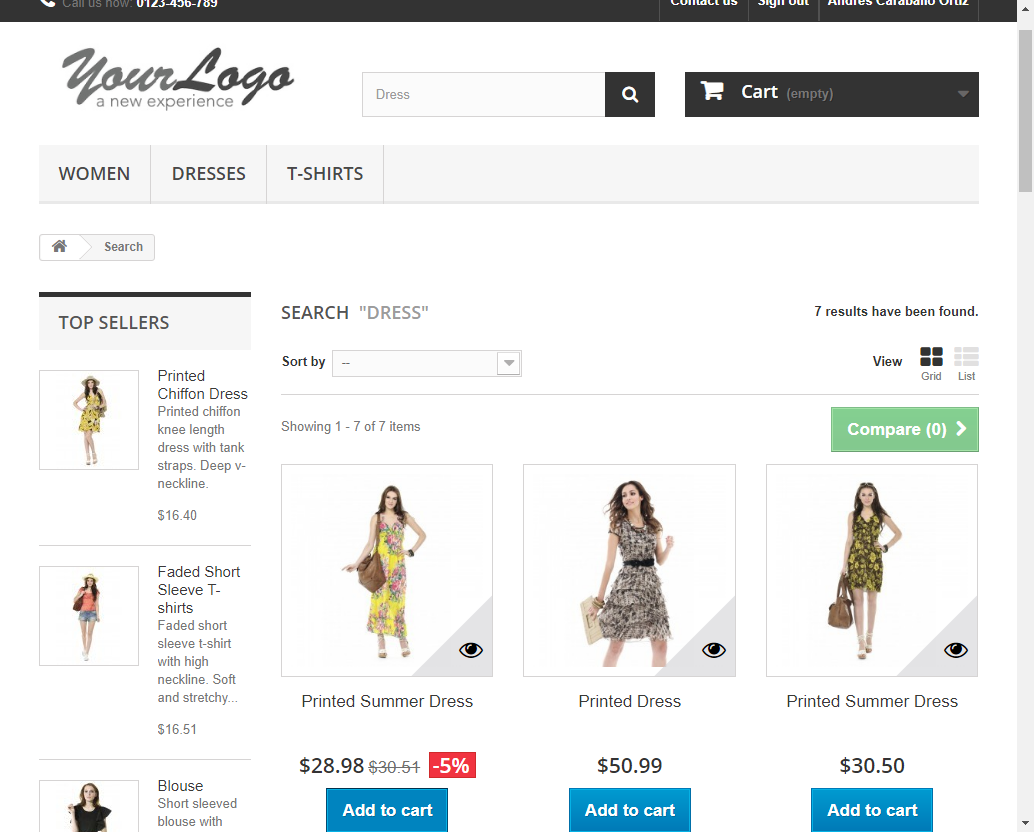 Call us now: 0123-456-789
Contact us
Sign out
Andres Caraballo Ortiz
YourLogo
a new experience
Dress
Cart (empty)
WOMEN
DRESSES
T-SHIRTS
Search
TOP SELLERS
Printed
Chiffon Dress
Printed chiffon
knee length
dress with tank
straps. Deep v-
neckline.
$16.40
Faded Short
Sleeve T-
shirts
Faded short
sleeve t-shirt
with high
neckline. Soft
and stretchy...
$16.51
Blouse
Short sleeved
blouse with
SEARCH "DRESS"
7 results have been found.
Sort by --
View
Grid
List
Showing 1 - 7 of 7 items
Compare (0)
Printed Summer Dress
$28.98 $30.51 -5%
Add to cart
Printed Dress
$50.99
Add to cart
Printed Summer Dress
$30.50
Add to cart